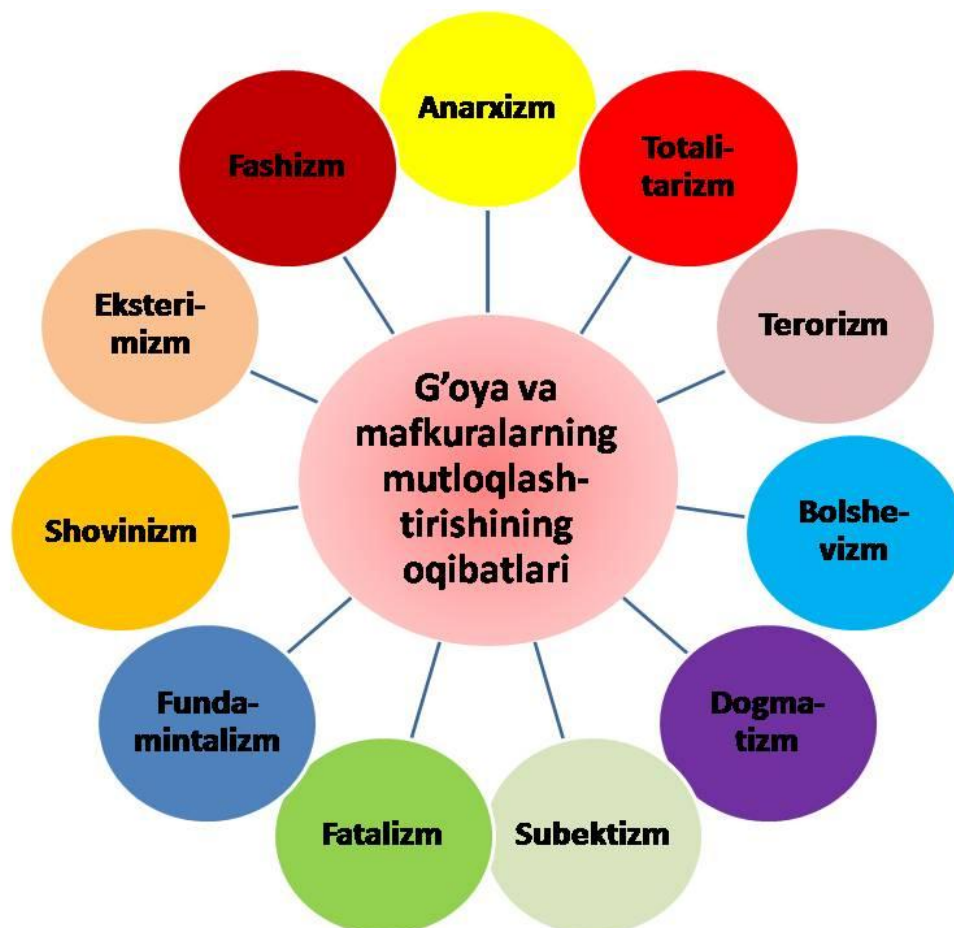 Anarxizm
Totali-
tarizm
Terorizm
Bolshe-
vizm
Dogma-
tizm
Subektizm
Fatalizm
Funda-
mintalizm
Shovinizm
Eksteri-
mizm
Fashizm
G’oya va
mafkuralarning
mutloqlash-
tirishining
oqibatlari